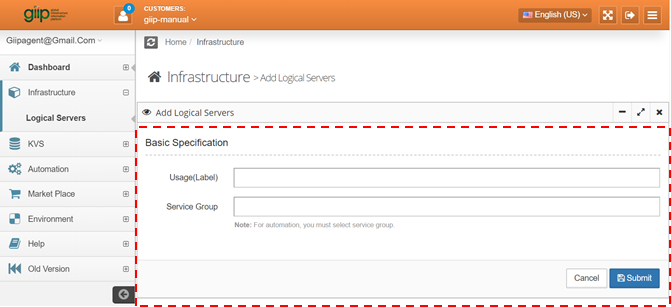 giip
0
CUSTOMERS:
giip-manual
English (US)
Giipagent@Gmail.Com
Home / Infrastructure
Dashboard
Infrastructure
Logical Servers
KVS
Automation
Market Place
Environment
Help
Old Version
Infrastructure > Add Logical Servers
Add Logical Servers
Basic Specification
Usage(Label)
Service Group
Note: For automation, you must select service group.
Cancel
Submit